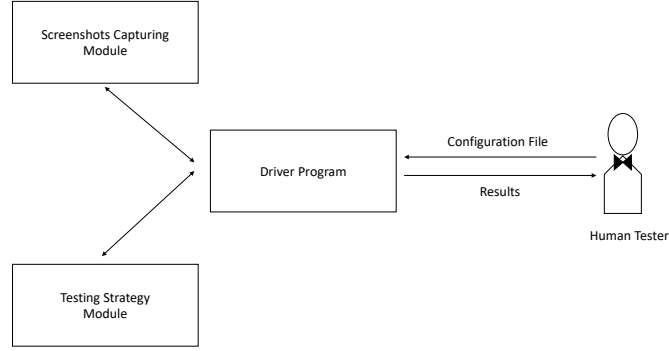 Screenshots Capturing
Module
Driver Program
Configuration File
Results
Human Tester
Testing Strategy
Module